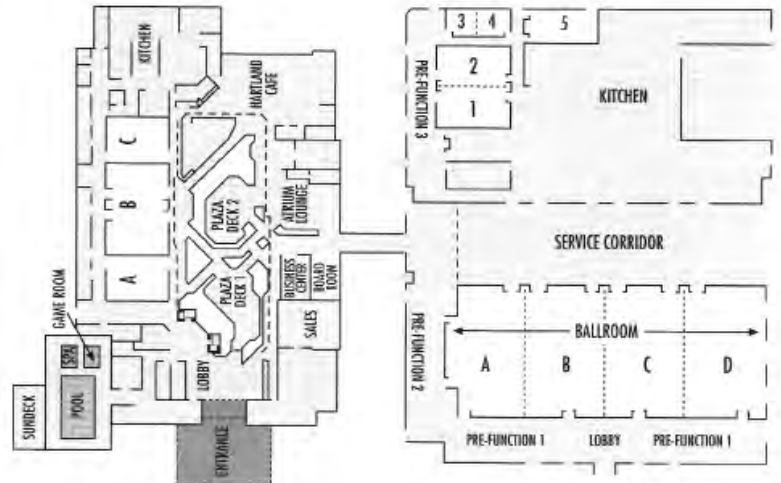 KITCHEN
HARTLAND
CAFE
C
B
A
PLAZA
DECK 2
ATRIUM
LOUNGE
PLAZA
DECK 1
BUSINESS
CENTER
BOARD
ROOM
SALES
GAME ROOM
SPA
POOL
SUNDECK
LOBBY
ENTRANCE
3
4
5
2
1
PRE-FUNCTION 3
KITCHEN
SERVICE CORRIDOR
PRE-FUNCTION 2
BALLROOM
A
B
C
D
PRE-FUNCTION 1
LOBBY
PRE-FUNCTION 1